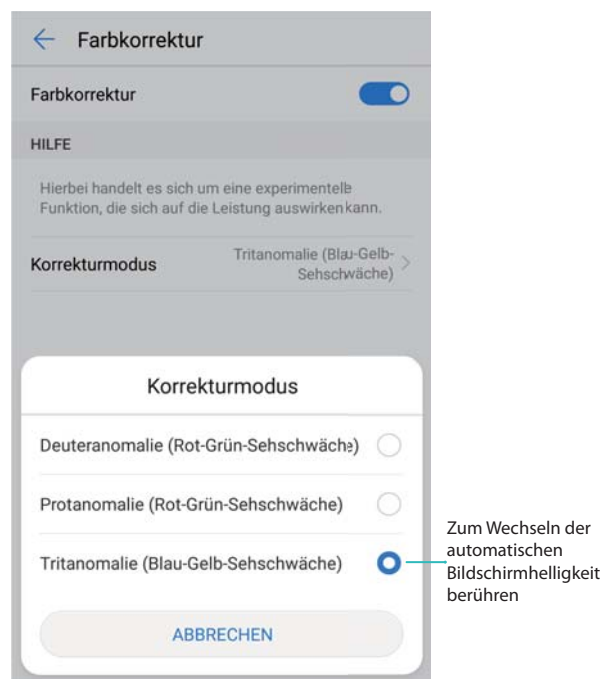 Farbkorrektur
Farbkorrektur
HILFE
Hierbei handelt es sich um eine experimentelle
Funktion, die sich auf die Leistung auswirken kann.
Korrekturmodus
Tritanomalie (Blau-Gelb-
Sehschwäche)
Korrekturmodus
Deuteranomalie (Rot-Grün-Sehschwäche)
Protanomalie (Rot-Grün-Sehschwäche)
Tritanomalie (Blau-Gelb-Sehschwäche)
ABBRECHEN
Zum Wechseln der
automatischen
Bildschirmhelligkeit
berühren